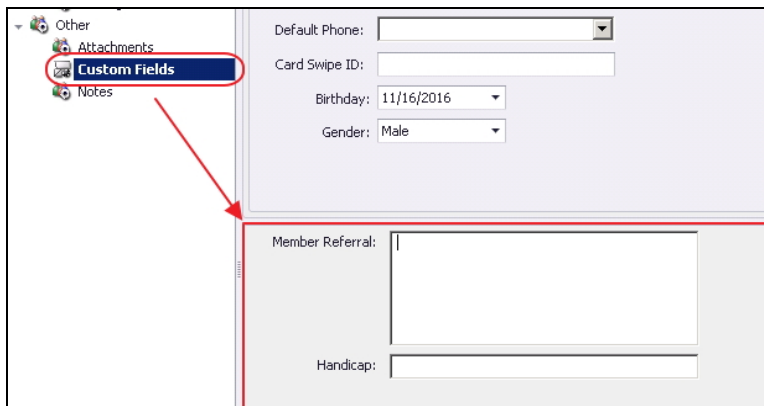 Other
Attachments
Custom Fields
Notes
Default Phone:
Card Swipe ID:
Birthday: 11/16/2016
Gender: Male
Member Referral:
Handicap: